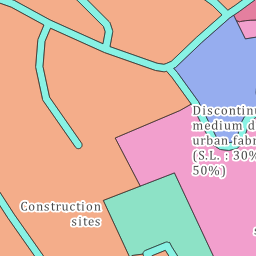 Discontinu
medium d
urban fabr
(S.L. : 30%
50%)
Construction
sites
s